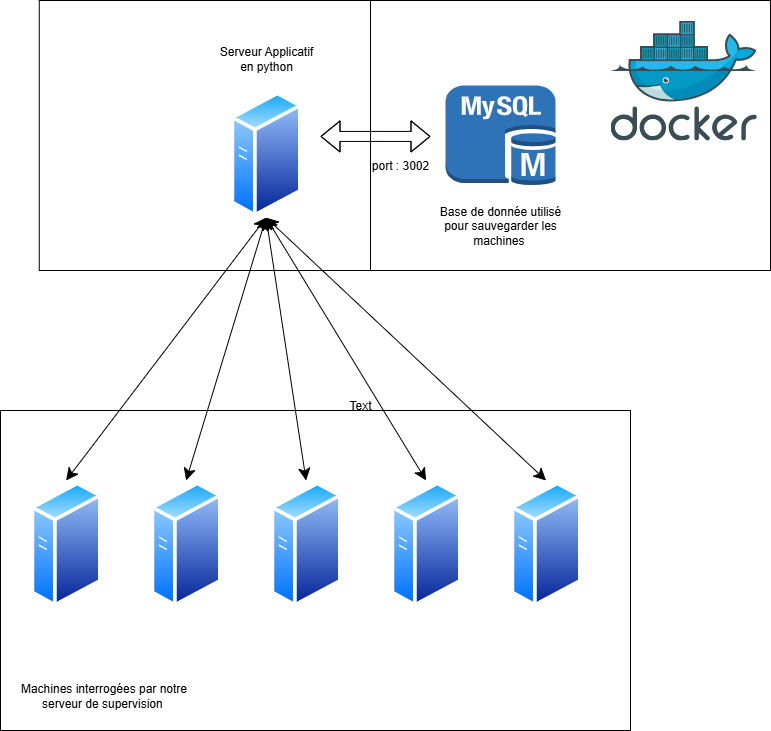 Serveur Applicatif
en python
MySQL
M
docker
port : 3002
Base de donnée utilisé
pour sauvegarder les
machines
Text
Machines interrogées par notre
serveur de supervision